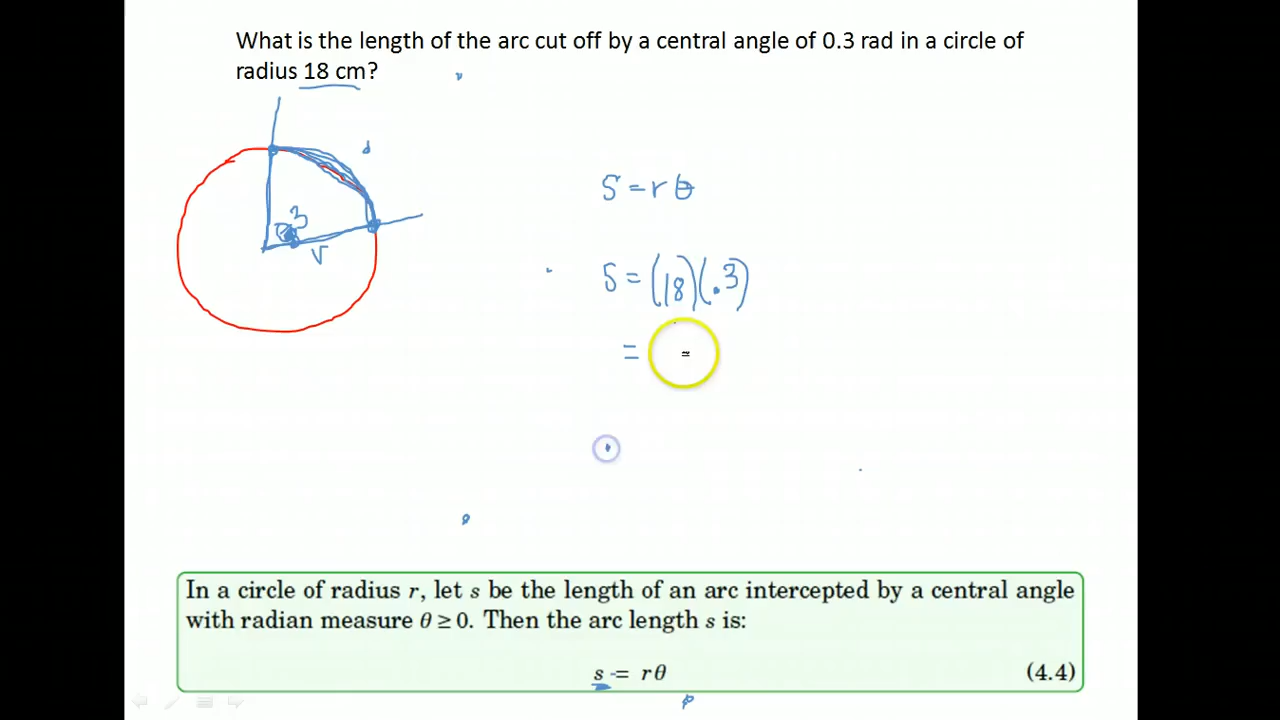 What is the length of the arc cut off by a central angle of 0.3 rad in a circle of
radius 18 cm?
3
r
S = rθ
S = (18)(.3)
=
In a circle of radius r, let s be the length of an arc intercepted by a central angle
with radian measure θ ≥ 0. Then the arc length s is:
s = rθ (4.4)